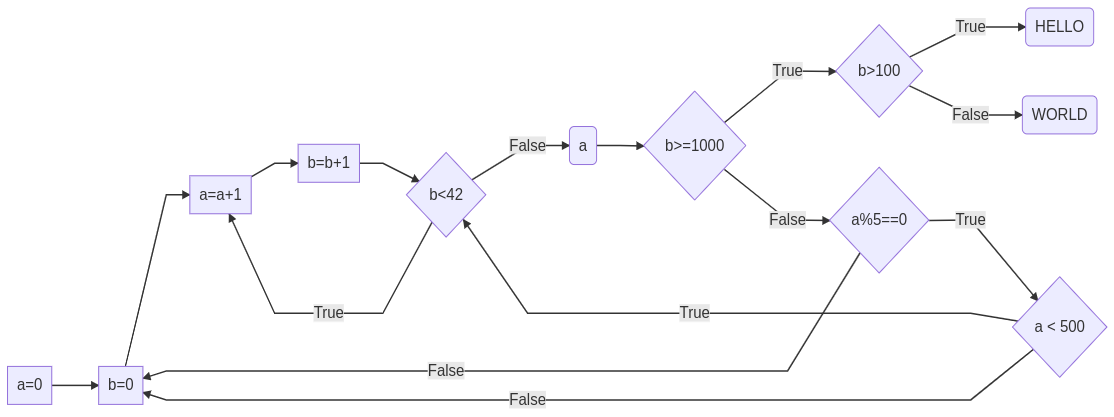 a=0
b=0
a=a+1
b=b+1
b<42
True
False
a
b>=1000
True
b>100
True
HELLO
False
WORLD
False
a%5==0
True
a < 500
True
False
False